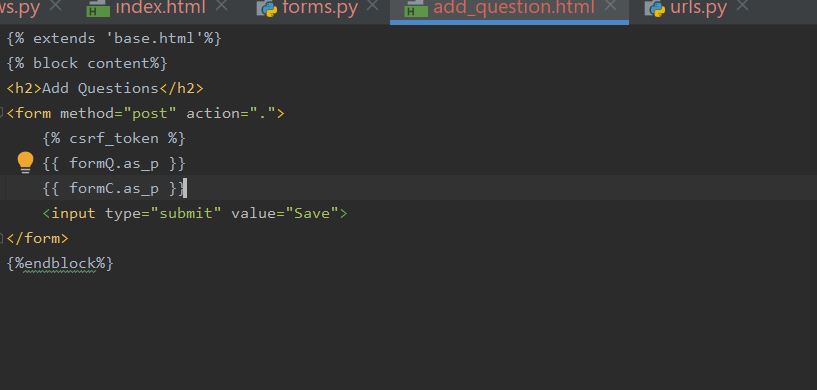 ws.py index.html forms.py add_question.html urls.py
{% extends 'base.html'%}
{% block content%}
<h2>Add Questions</h2>
<form method="post" action=".">
    {% csrf_token %}
    {{ formQ.as_p }}
    {{ formC.as_p }}
    <input type="submit" value="Save">
</form>
{%endblock%}